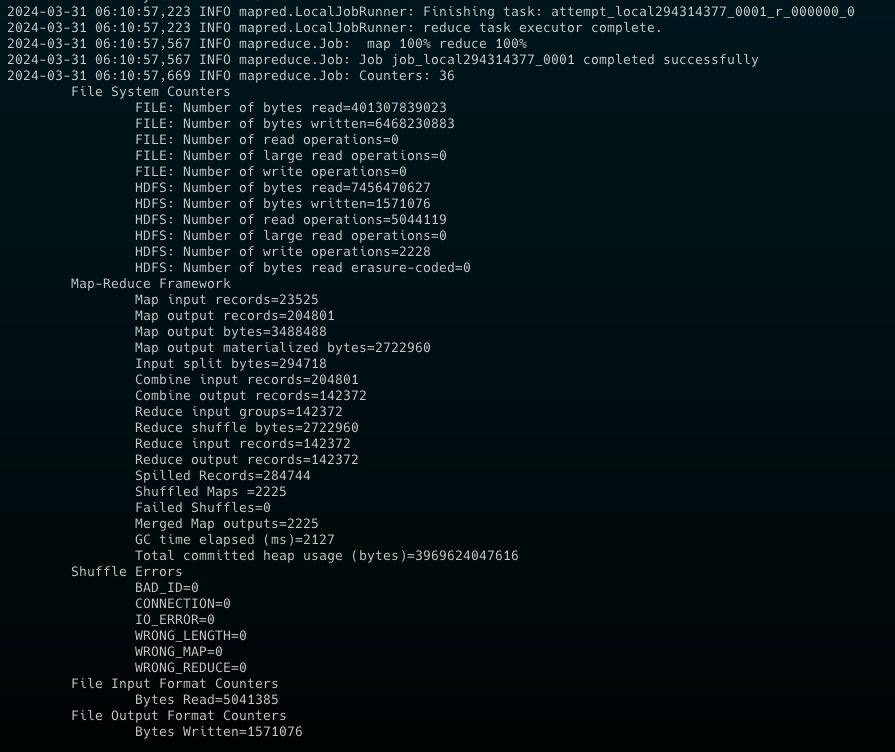 2024-03-31 06:10:57,223 INFO mapred.LocalJobRunner: Finishing task: attempt_local294314377_0001_r_000000_0
2024-03-31 06:10:57,223 INFO mapred.LocalJobRunner: reduce task executor complete.
2024-03-31 06:10:57,567 INFO mapreduce.Job:  map 100% reduce 100%
2024-03-31 06:10:57,567 INFO mapreduce.Job: Job job_local294314377_0001 completed successfully
2024-03-31 06:10:57,669 INFO mapreduce.Job: Counters: 36
File System Counters
FILE: Number of bytes read=401307839023
FILE: Number of bytes written=6468230883
FILE: Number of read operations=0
FILE: Number of large read operations=0
FILE: Number of write operations=0
HDFS: Number of bytes read=7456470627
HDFS: Number of bytes written=1571076
HDFS: Number of read operations=5044119
HDFS: Number of large read operations=0
HDFS: Number of write operations=2228
HDFS: Number of bytes read erasure-coded=0
Map-Reduce Framework
Map input records=23525
Map output records=204801
Map output bytes=3488488
Map output materialized bytes=2722960
Input split bytes=294718
Combine input records=204801
Combine output records=142372
Reduce input groups=142372
Reduce shuffle bytes=2722960
Reduce input records=142372
Reduce output records=142372
Spilled Records=284744
Shuffled Maps =2225
Failed Shuffles=0
Merged Map outputs=2225
GC time elapsed (ms)=2127
Total committed heap usage (bytes)=3969624047616
Shuffle Errors
BAD_ID=0
CONNECTION=0
IO_ERROR=0
WRONG_LENGTH=0
WRONG_MAP=0
WRONG_REDUCE=0
File Input Format Counters
Bytes Read=5041385
File Output Format Counters
Bytes Written=1571076